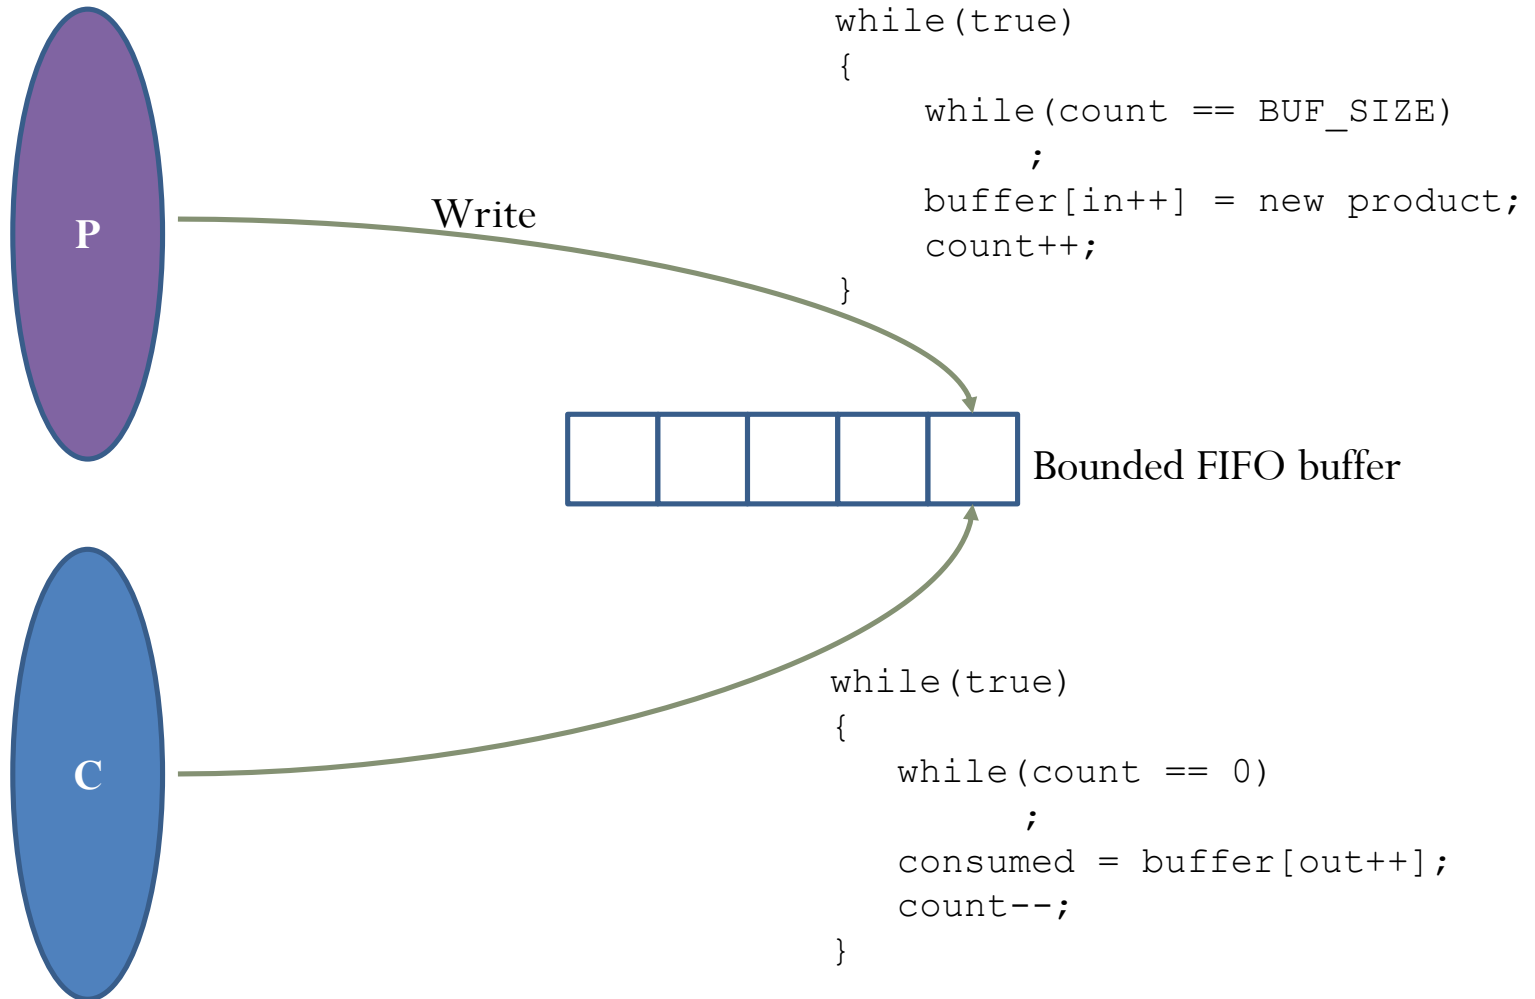 while(true)
{
while(count == BUF_SIZE)
;
buffer[in++] = new product;
count++;
}
P
Write
Bounded FIFO buffer
C
while(true)
{
while(count == 0)
;
consumed = buffer[out++];
count--;
}